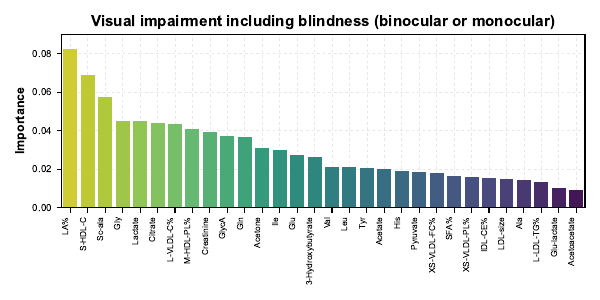 Visual impairment including blindness (binocular or monocular)
Importance
0.08
0.06
0.04
0.02
0.00
LA%
S-HDL-C
Sc-ala
Gly
Lactate
Citrate
L-VLDL-C%
M-HDL-PL%
Creatinine
GlycA
Gln
Acetone
Ile
Glu
3-Hydroxybutyrate
Val
Leu
Tyr
Acetate
His
Pyruvate
XS-VLDL-FC%
SFA%
XS-VLDL-PL%
IDL-CE%
LDL-size
Ala
L-LDL-TG%
Glu-lactate
Acetoacetate